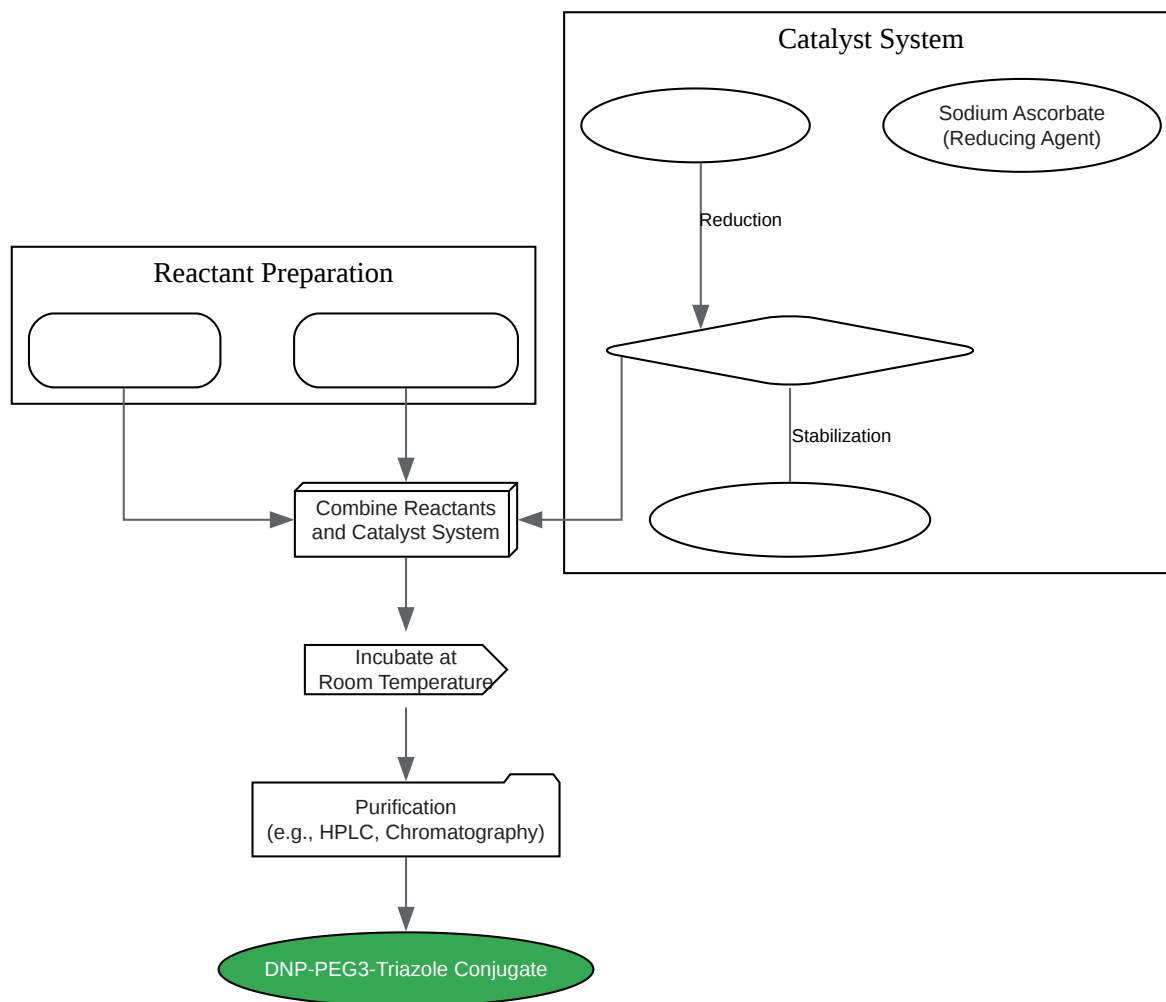 Catalyst System
Sodium Ascorbate
(Reducing Agent)
Reduction
Reactant Preparation
Stabilization
Combine Reactants
and Catalyst System
Incubate at
Room Temperature
Purification
(e.g., HPLC, Chromatography)
DNP-PEG3-Triazole Conjugate